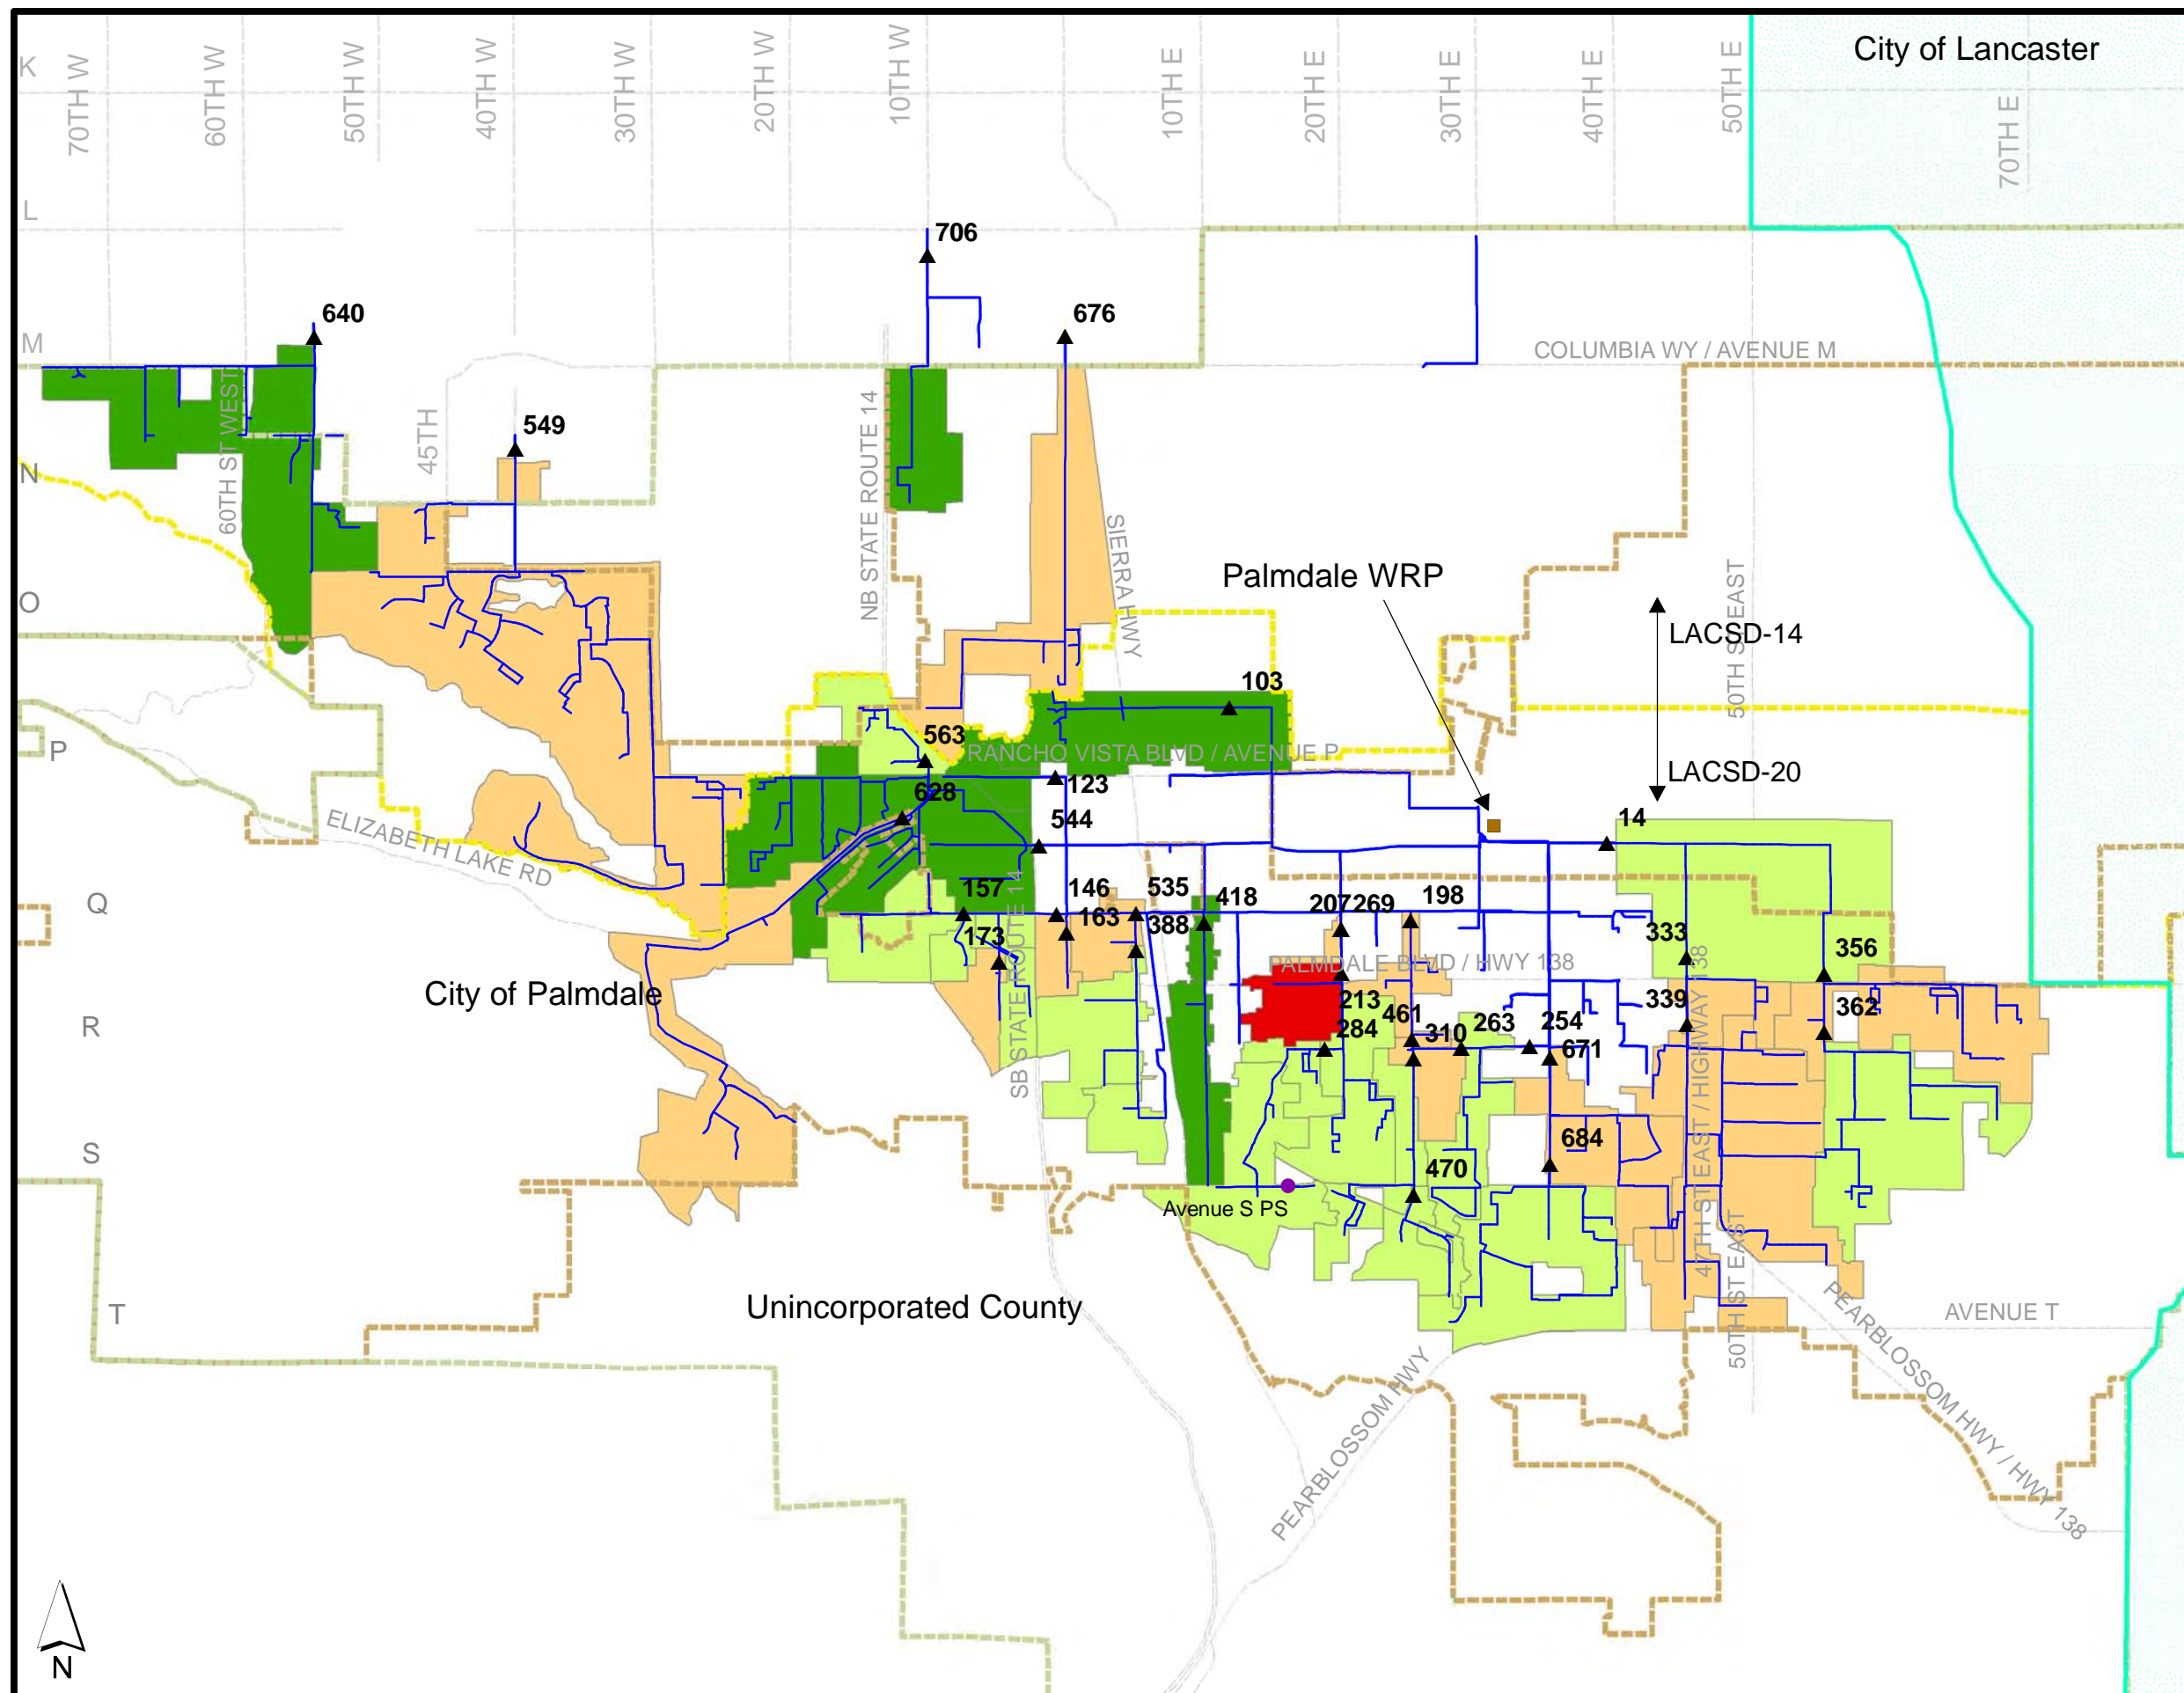 City of Lancaster
K
70TH W
60TH W
50TH W
40TH W
30TH W
20TH W
10TH W
10TH E
20TH E
30TH E
40TH E
50TH E
70TH E
L
706
640
676
M
COLUMBIA WY / AVENUE M
549
45TH
60TH ST WEST
NB STATE ROUTE 14
N
SIERRA HWY
Palmdale WRP
O
LACSD-14
50TH ST EAST
103
563
P
RANCHO VISTA BLVD / AVENUE P
LACSD-20
123
628
544
14
ELIZABETH LAKE RD
157
146
535
418
207
269
198
Q
163
388
173
333
356
PALMDALE BLVD / HWY 138
City of Palmdale
213
461
339
362
284
310
263
254
671
R
SB STATE ROUTE 14
47TH ST EAST / HIGHWAY 138
684
S
470
Avenue S PS
50TH ST EAST
Unincorporated County
T
AVENUE T
PEARBLOSSOM HWY
PEARBLOSSOM HWY / HWY 138
N